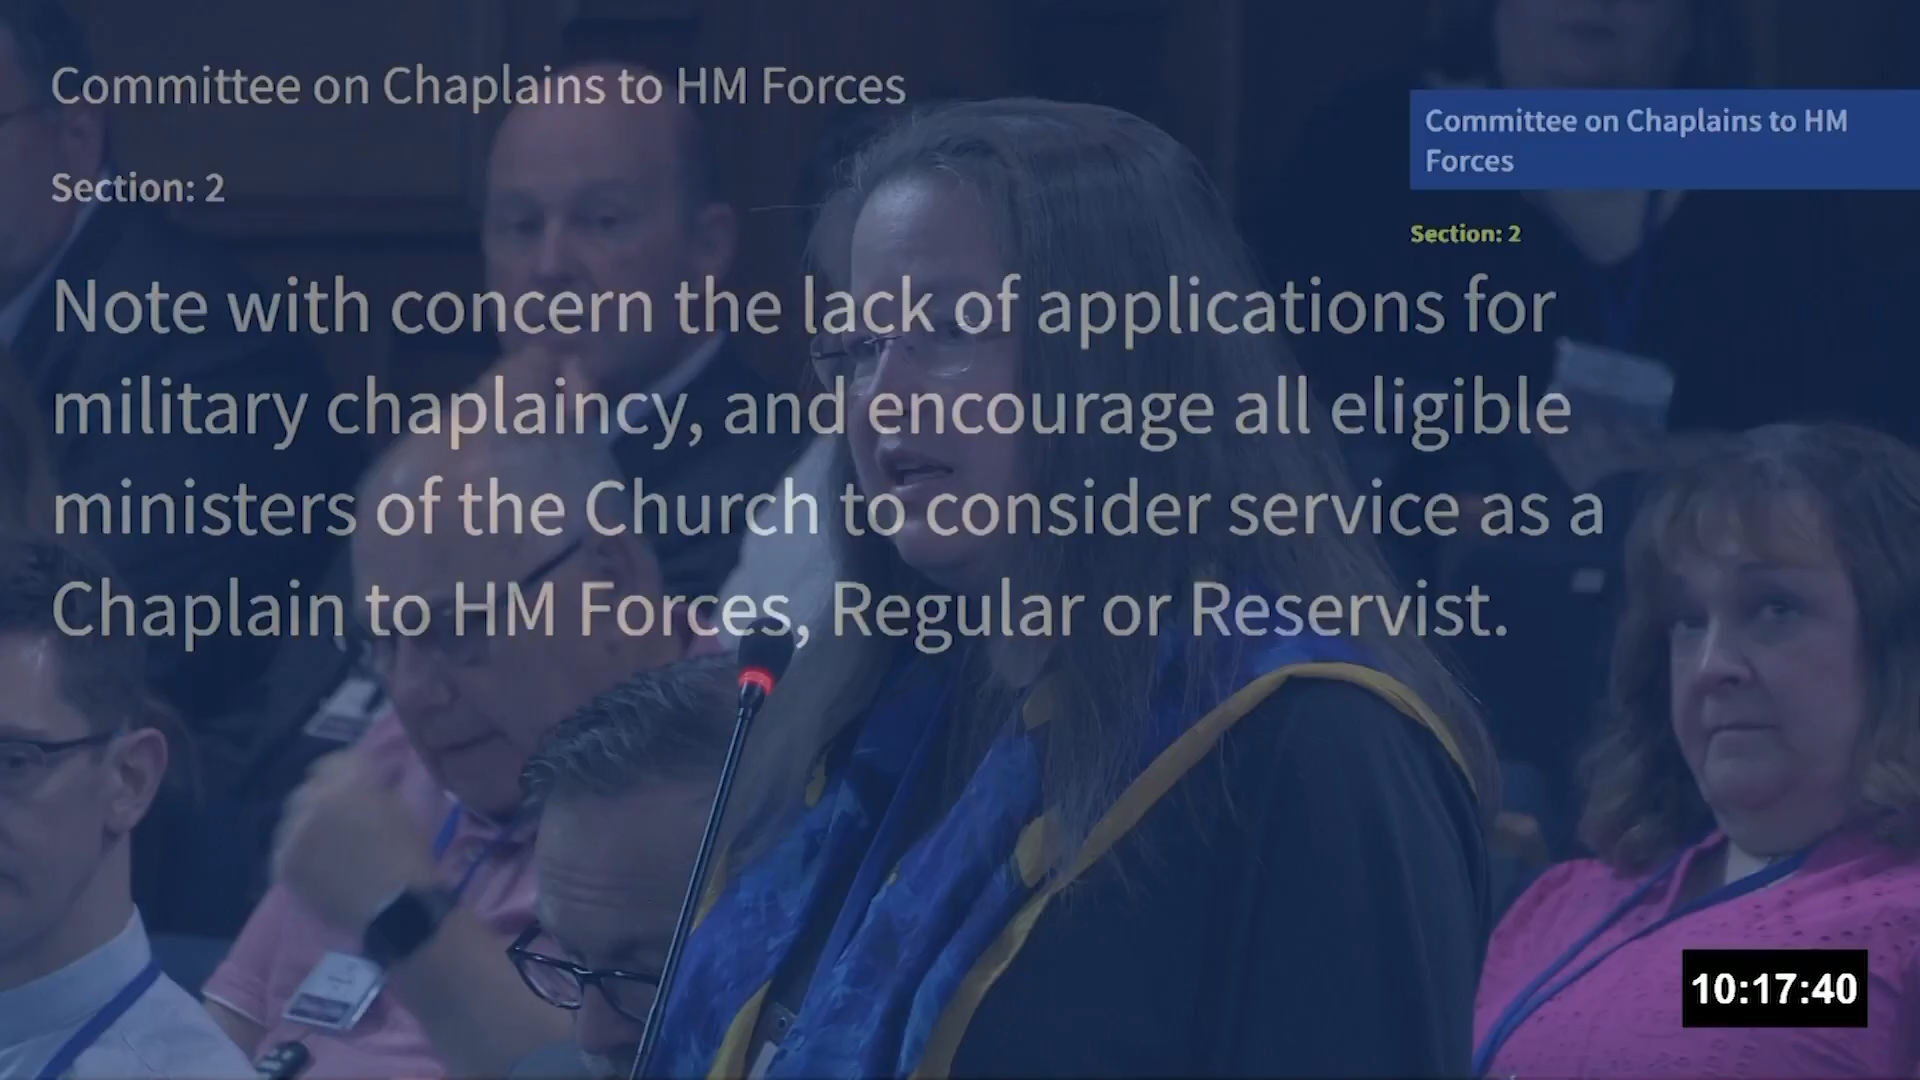 Committee on Chaplains to HM Forces
Section: 2
Note with concern the lack of applications for
military chaplaincy, and encourage all eligible
ministers of the Church to consider service as a
Chaplain to HM Forces, Regular or Reservist.
Committee on Chaplains to HM
Forces
Section: 2
10:17:40